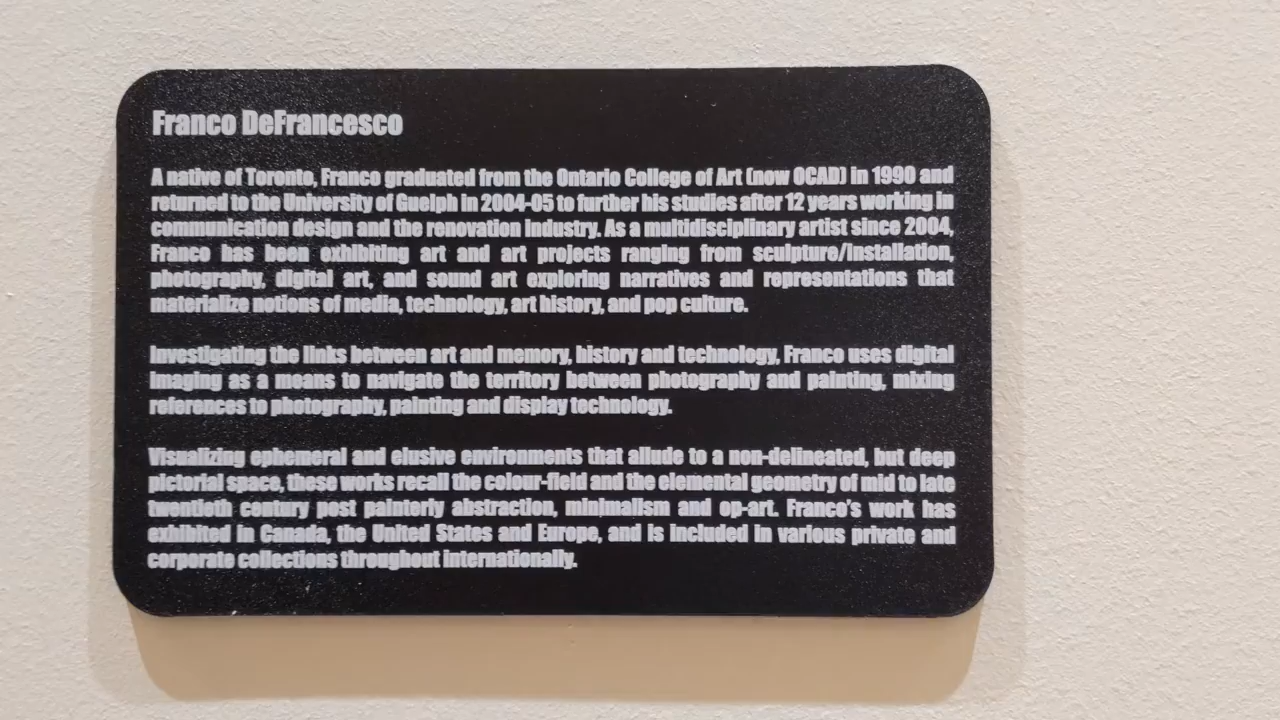 Franco DeFrancesco
A native of Toronto, Franco graduated from the Ontario College of Art (now OCAD) in 1990 and
returned to the University of Guelph in 2004-05 to further his studies after 12 years working in
communication design and the renovation industry. As a multidisciplinary artist since 2004,
Franco has been exhibiting art and art projects ranging from sculpture/installation,
photography, digital art, and sound art exploring narratives and representations that
materialize notions of media, technology, art history, and pop culture.
Investigating the links between art and memory, history and technology, Franco uses digital
imaging as a means to navigate the territory between photography and painting, mixing
references to photography, painting and display technology.
Visualizing ephemeral and elusive environments that allude to a non-delineated, but deep
pictorial space, these works recall the colour-field and the elemental geometry of mid to late
twentieth century post painterly abstraction, minimalism and op-art. Franco's work has
exhibited in Canada, the United States and Europe, and is included in various private and
corporate collections throughout internationally.